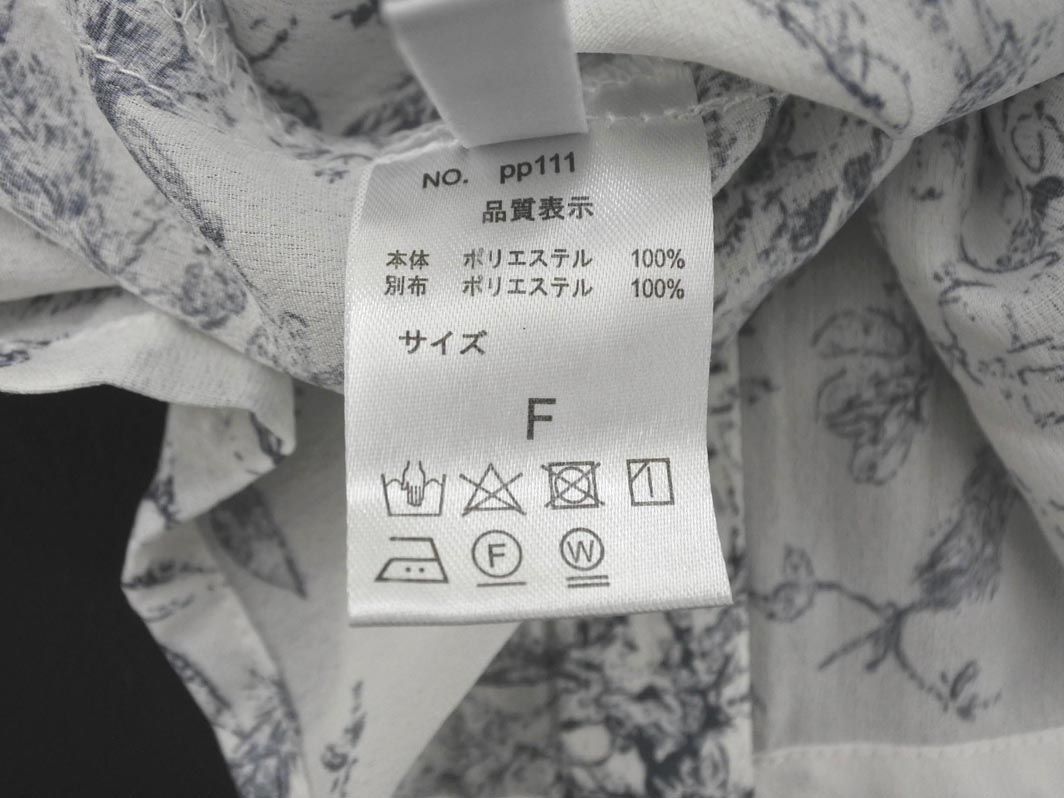 NO. pp111
品質表示
本体 ポリエステル 100%
別布 ポリエステル 100%
サイズ
F
F W